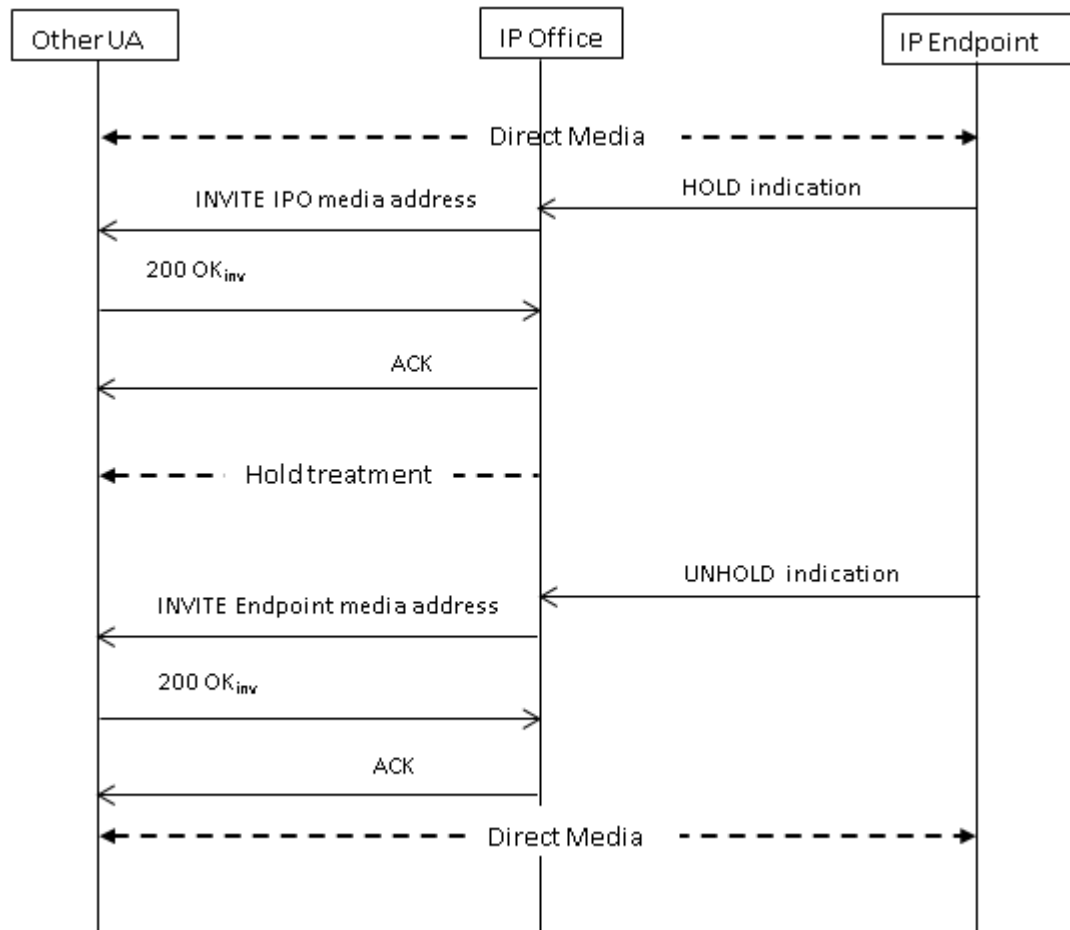 Other UA
IP Office
IP Endpoint
Direct Media
HOLD indication
INVITE IPO media address
200 OKinv
ACK
Hold treatment
UNHOLD indication
INVITE Endpoint media address
200 OKinv
ACK
Direct Media